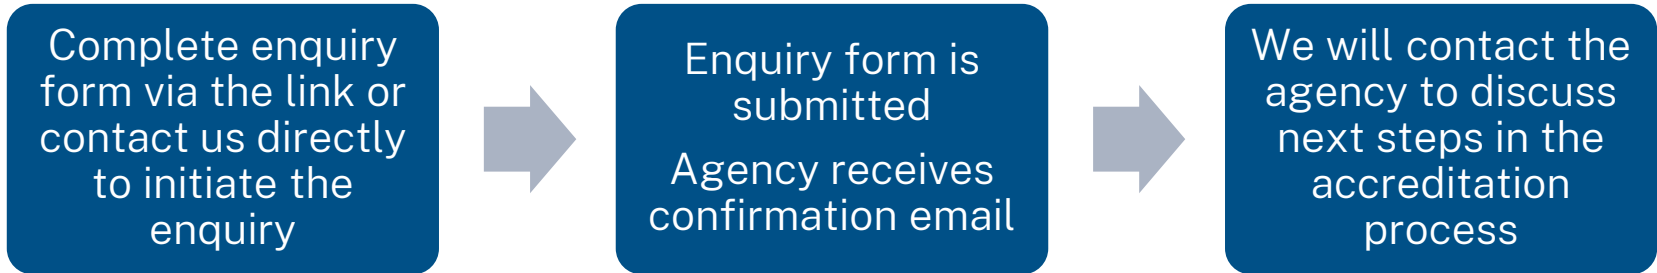 Complete enquiry
form via the link or
contact us directly
to initiate the
enquiry
Enquiry form is
submitted
Agency receives
confirmation email
We will contact the
agency to discuss
next steps in the
accreditation
process